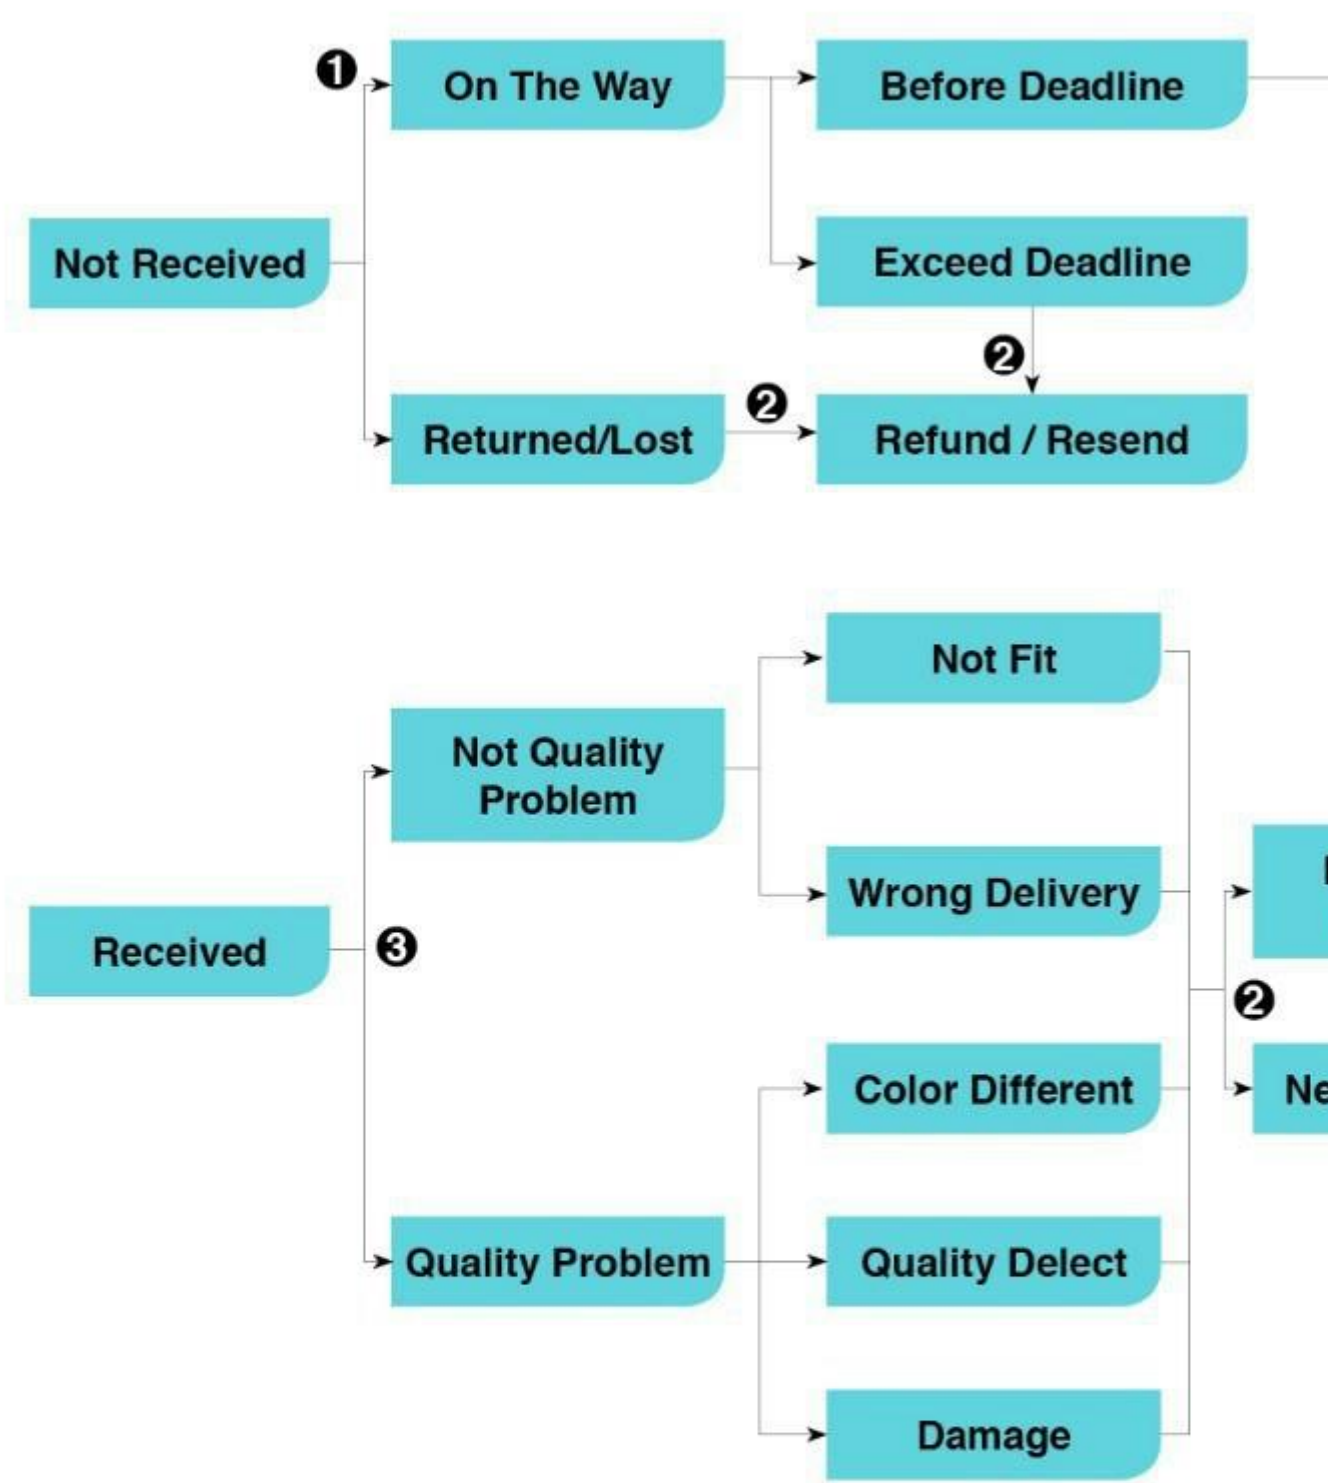 ❶
On The Way
Before Deadline
Not Received
Exceed Deadline
❷
❷
Returned/Lost
Refund / Resend
Not Fit
Not Quality
Problem
Wrong Delivery
Received
❸
❷
Color Different
Quality Problem
Quality Delect
Damage